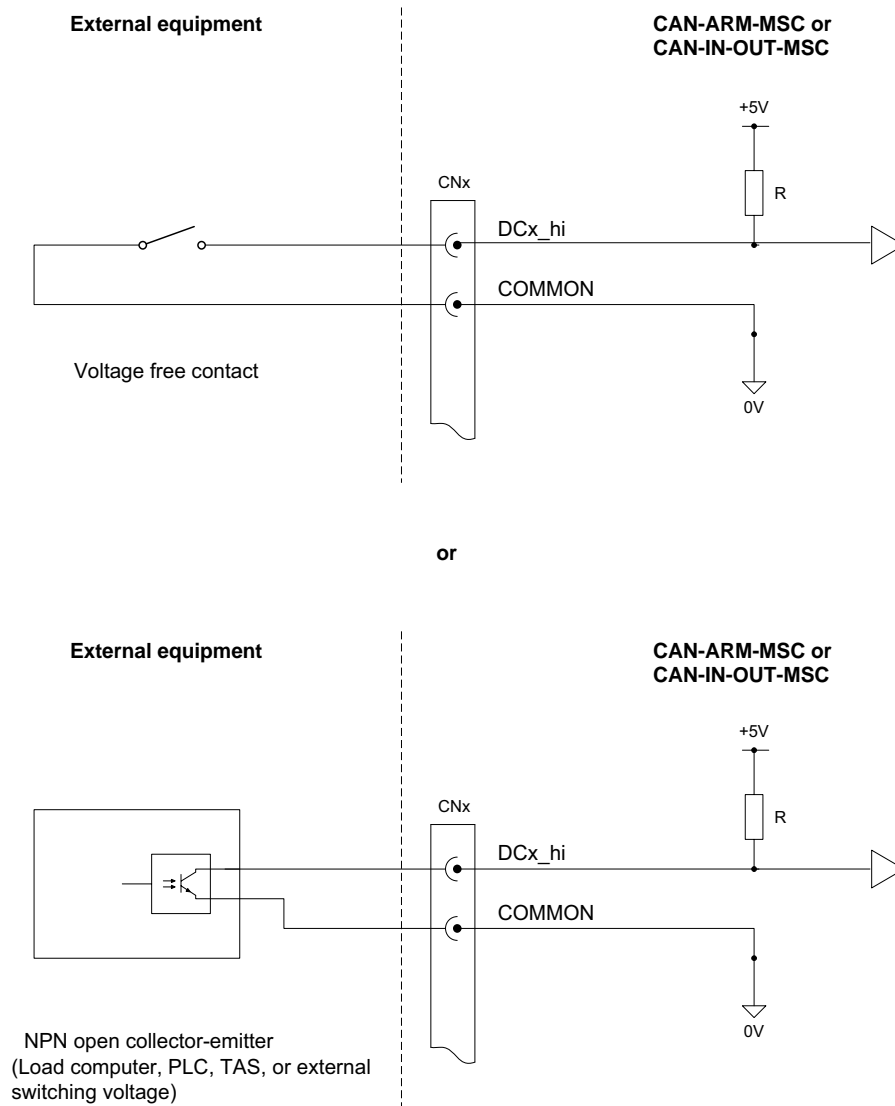 External equipment
CAN-ARM-MSC or
CAN-IN-OUT-MSC
+5V
CNx
R
DCx_hi
COMMON
Voltage free contact
0V
or
External equipment
CAN-ARM-MSC or
CAN-IN-OUT-MSC
+5V
CNx
R
DCx_hi
COMMON
0V
NPN open collector-emitter
(Load computer, PLC, TAS, or external
switching voltage)